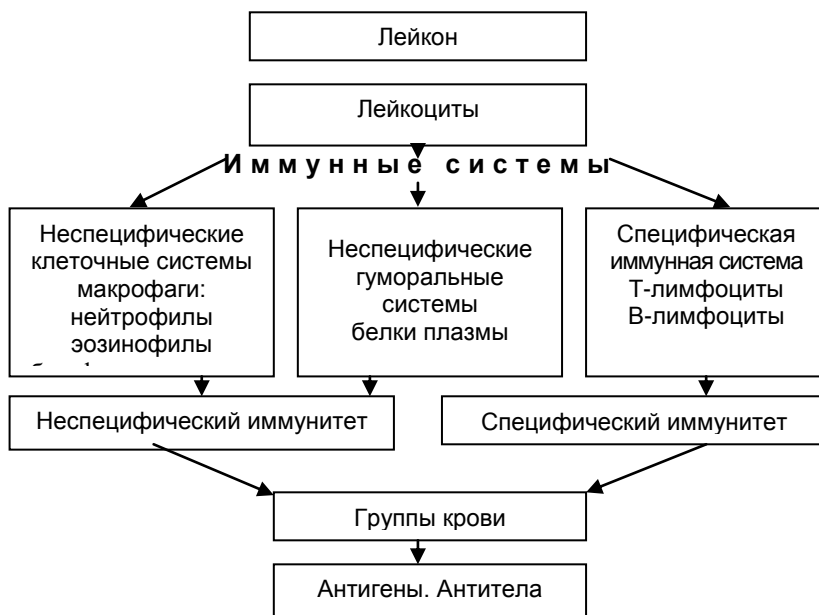 Лейкон
Лейкоциты
Иммунные системы
Неспецифические
клеточные системы
макрофаги:
нейтрофилы
эозинофилы
Неспецифические
гуморальные
системы
белки плазмы
Специфическая
иммунная система
Т-лимфоциты
В-лимфоциты
Неспецифический иммунитет
Специфический иммунитет
Группы крови
Антигены. Антитела